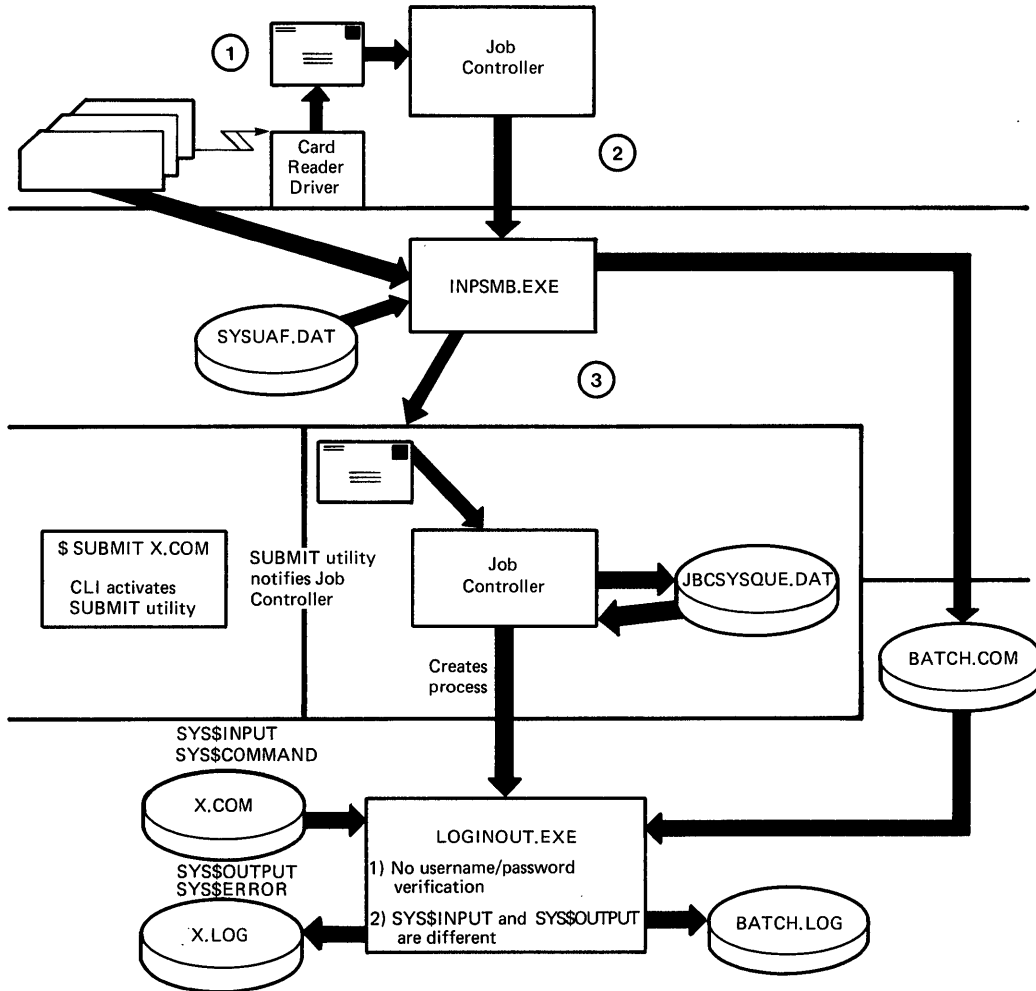 1
Job
Controller
Card
Reader
Driver
2
INPSMB.EXE
SYSUAF.DAT
3
$ SUBMIT X.COM
CLI activates
SUBMIT utility
SUBMIT utility
notifies Job
Controller
Job
Controller
JBCSYSQUE.DAT
Creates
process
BATCH.COM
SYS$INPUT
SYS$COMMAND
X.COM
LOGINOUT.EXE
1) No username/password
verification
2) SYS$INPUT and SYS$OUTPUT
are different
SYS$OUTPUT
SYS$ERROR
X.LOG
BATCH.LOG